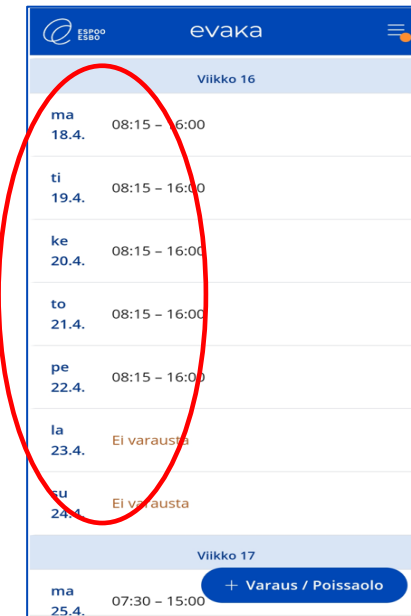 ESPOO
ESBO
evaka
Viikko 16
ma
18.4.
08:15 – 16:00
ti
19.4.
08:15 – 16:00
ke
20.4.
08:15 – 16:00
to
21.4.
08:15 – 16:00
pe
22.4.
08:15 – 16:00
la
23.4.
Ei varausta
su
24.4.
Ei varausta
Viikko 17
ma
25.4.
07:30 – 15:00
+ Varaus / Poissaolo